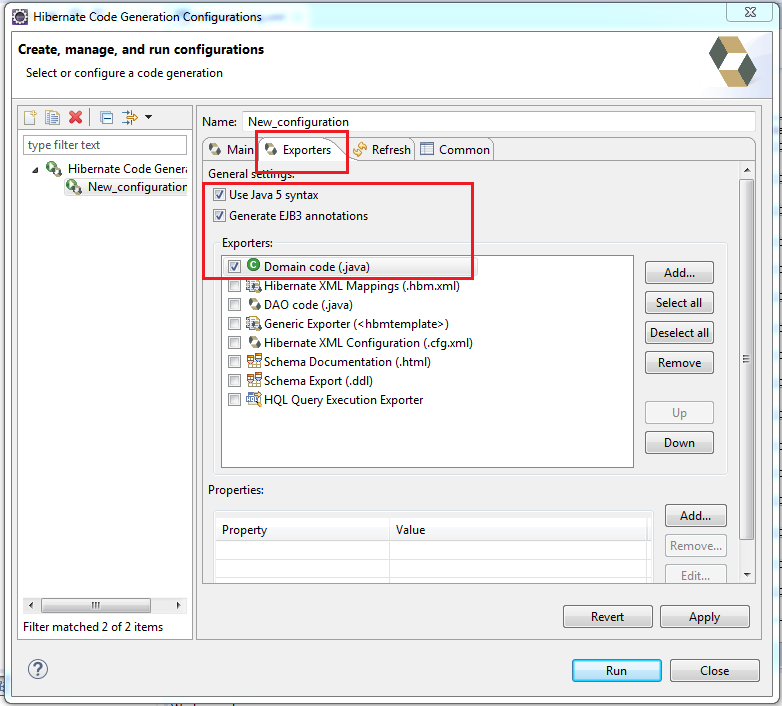 Hibernate Code Generation Configurations
Create, manage, and run configurations
Select or configure a code generation
type filter text
Hibernate Code Genera
New_configuration
Filter matched 2 of 2 items
Name: New_configuration
Main Exporters Refresh Common
General settings:
Use Java 5 syntax
Generate EJB3 annotations
Exporters:
Domain code (.java)
Hibernate XML Mappings (.hbm.xml)
DAO code (.java)
Generic Exporter (<hbmtemplate>)
Hibernate XML Configuration (.cfg.xml)
Schema Documentation (.html)
Schema Export (.ddl)
HQL Query Execution Exporter
Add...
Select all
Deselect all
Remove
Up
Down
Properties:
Property Value
Add...
Remove...
Edit...
Revert Apply
? Run Close